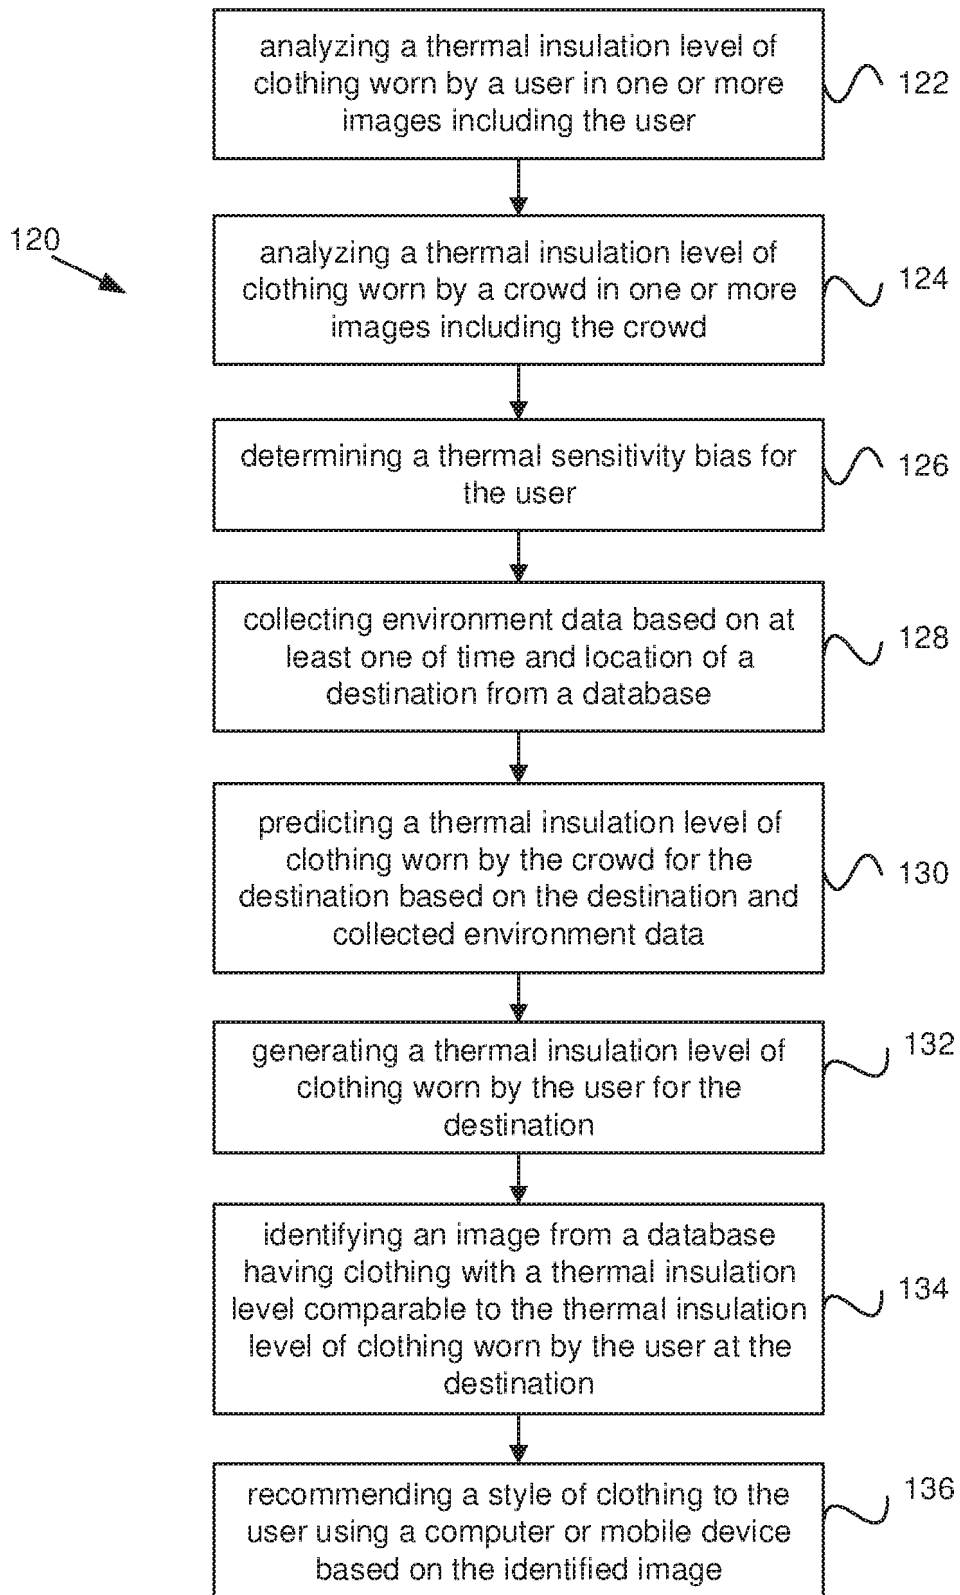 analyzing a thermal insulation level of
clothing worn by a user in one or more
images including the user
122
120
analyzing a thermal insulation level of
clothing worn by a crowd in one or more
images including the crowd
124
determining a thermal sensitivity bias for
the user
126
collecting environment data based on at
least one of time and location of a
destination from a database
128
predicting a thermal insulation level of
clothing worn by the crowd for the
destination based on the destination and
collected environment data
130
generating a thermal insulation level of
clothing worn by the user for the
destination
132
identifying an image from a database
having clothing with a thermal insulation
level comparable to the thermal insulation
level of clothing worn by the user at the
destination
134
recommending a style of clothing to the
user using a computer or mobile device
based on the identified image
136